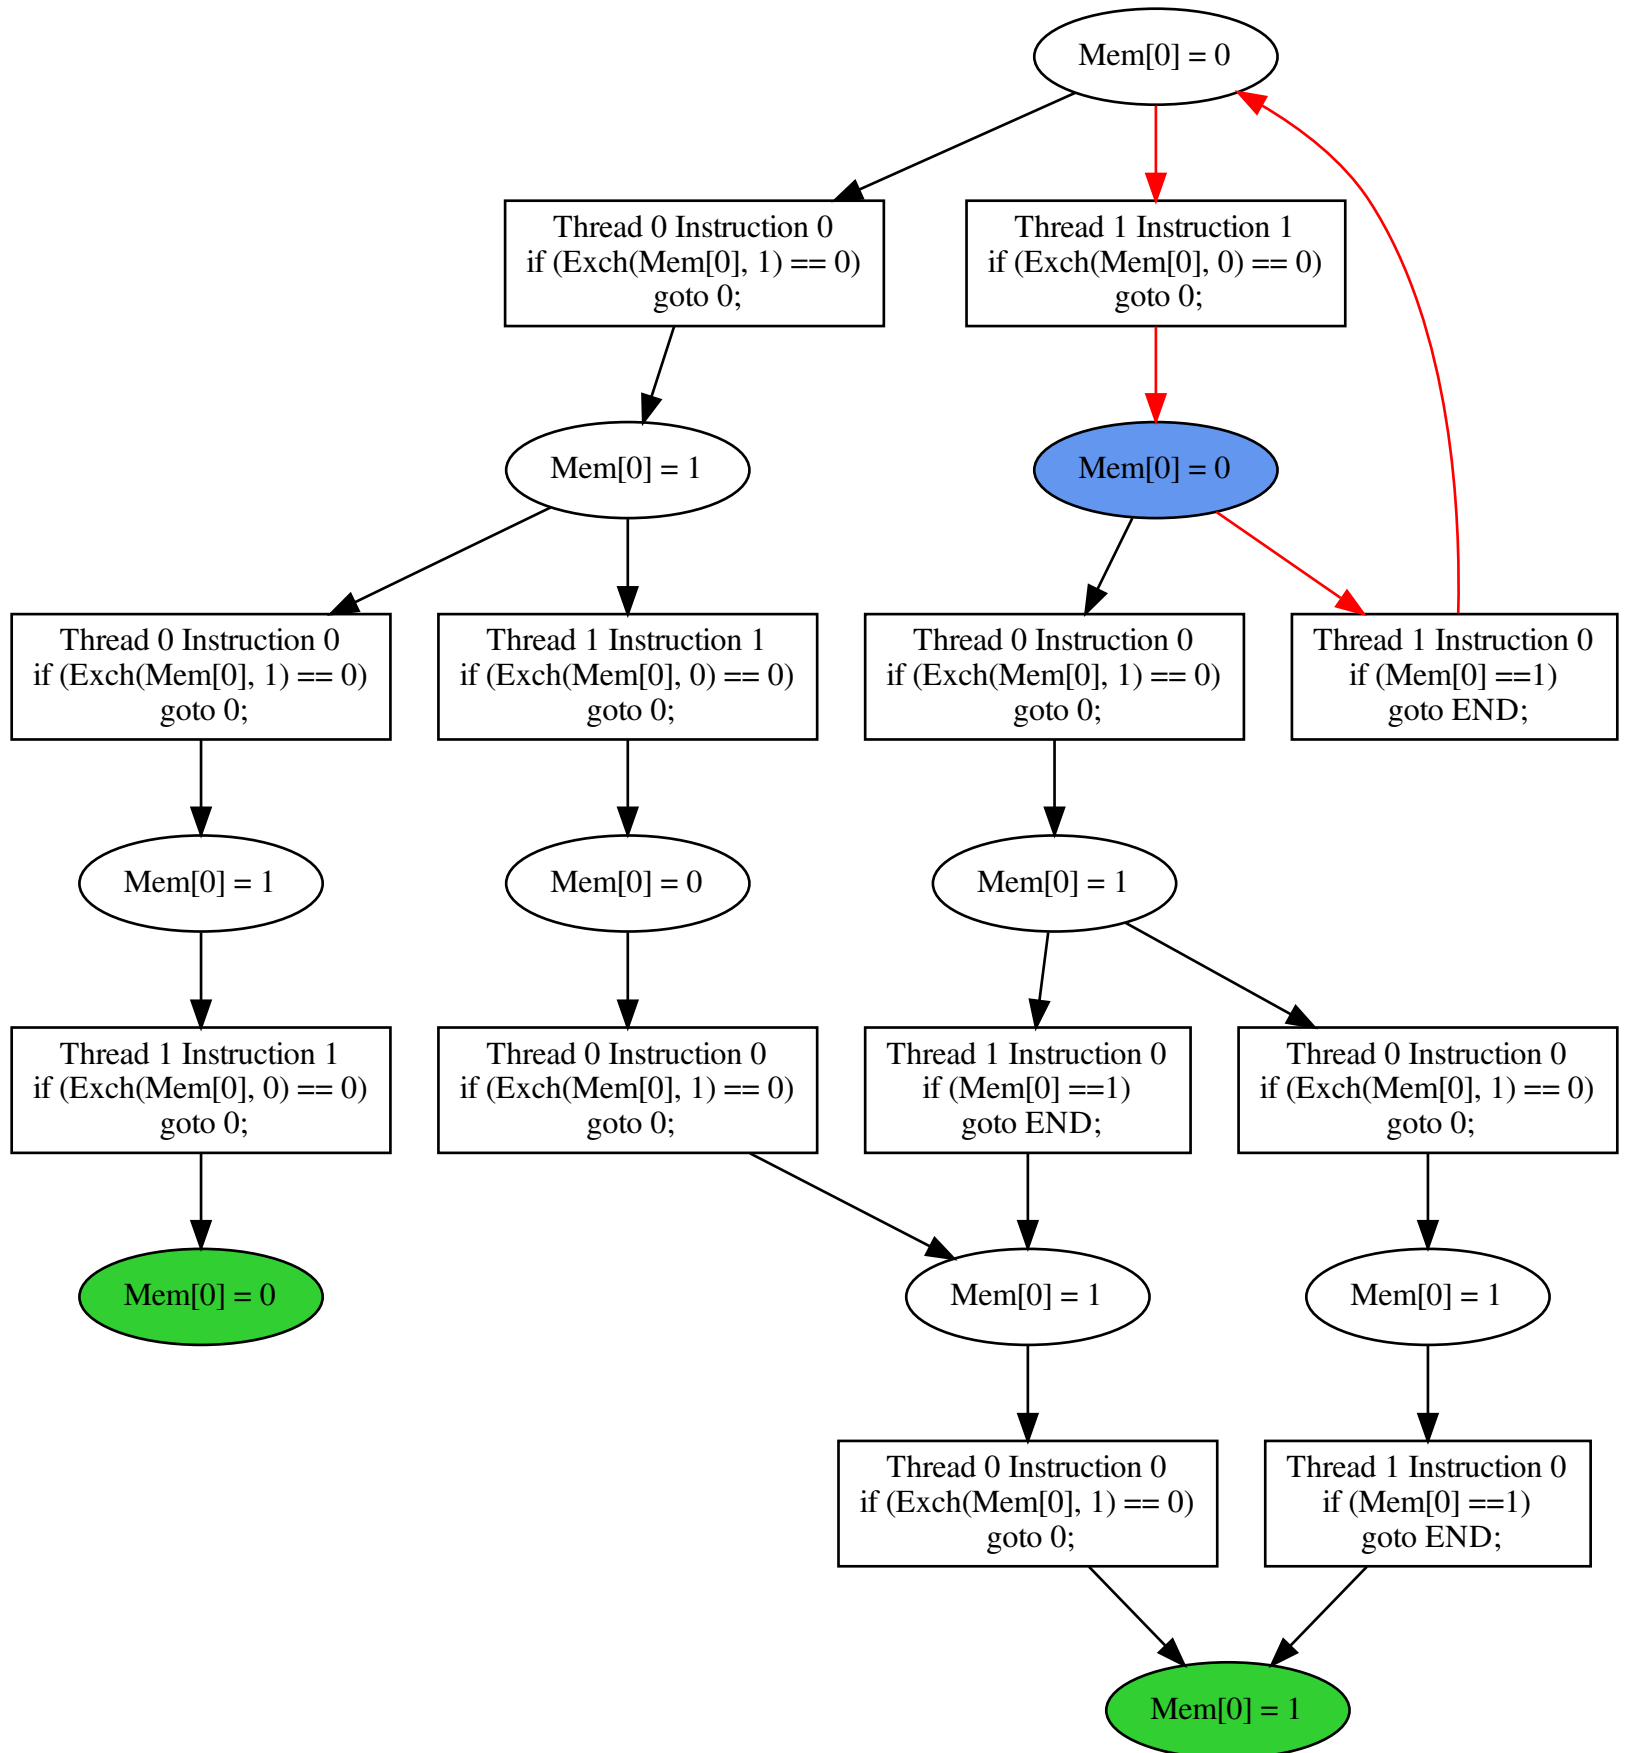 Mem[0] = 0
Thread 0 Instruction 0
if (Exch(Mem[0], 1) == 0)
goto 0;
Thread 1 Instruction 1
if (Exch(Mem[0], 0) == 0)
goto 0;
Mem[0] = 1
Mem[0] = 0
Thread 0 Instruction 0
if (Exch(Mem[0], 1) == 0)
goto 0;
Thread 1 Instruction 1
if (Exch(Mem[0], 0) == 0)
goto 0;
Thread 0 Instruction 0
if (Exch(Mem[0], 1) == 0)
goto 0;
Thread 1 Instruction 0
if (Mem[0] ==1)
goto END;
Mem[0] = 1
Mem[0] = 0
Mem[0] = 1
Thread 1 Instruction 1
if (Exch(Mem[0], 0) == 0)
goto 0;
Thread 0 Instruction 0
if (Exch(Mem[0], 1) == 0)
goto 0;
Thread 1 Instruction 0
if (Mem[0] ==1)
goto END;
Thread 0 Instruction 0
if (Exch(Mem[0], 1) == 0)
goto 0;
Mem[0] = 0
Mem[0] = 1
Mem[0] = 1
Thread 0 Instruction 0
if (Exch(Mem[0], 1) == 0)
goto 0;
Thread 1 Instruction 0
if (Mem[0] ==1)
goto END;
Mem[0] = 1